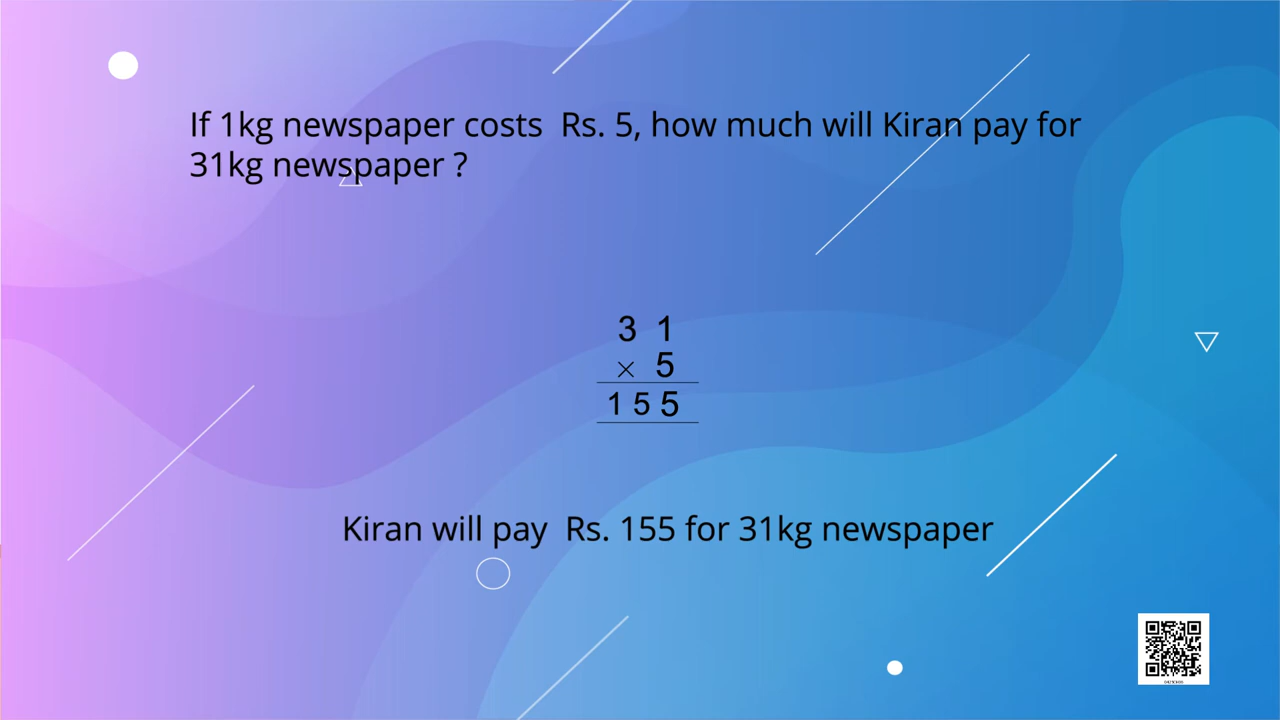 If 1kg newspaper costs  Rs. 5, how much will Kiran pay for
31kg newspaper ?
3 1
× 5
1 5 5
Kiran will pay  Rs. 155 for 31kg newspaper